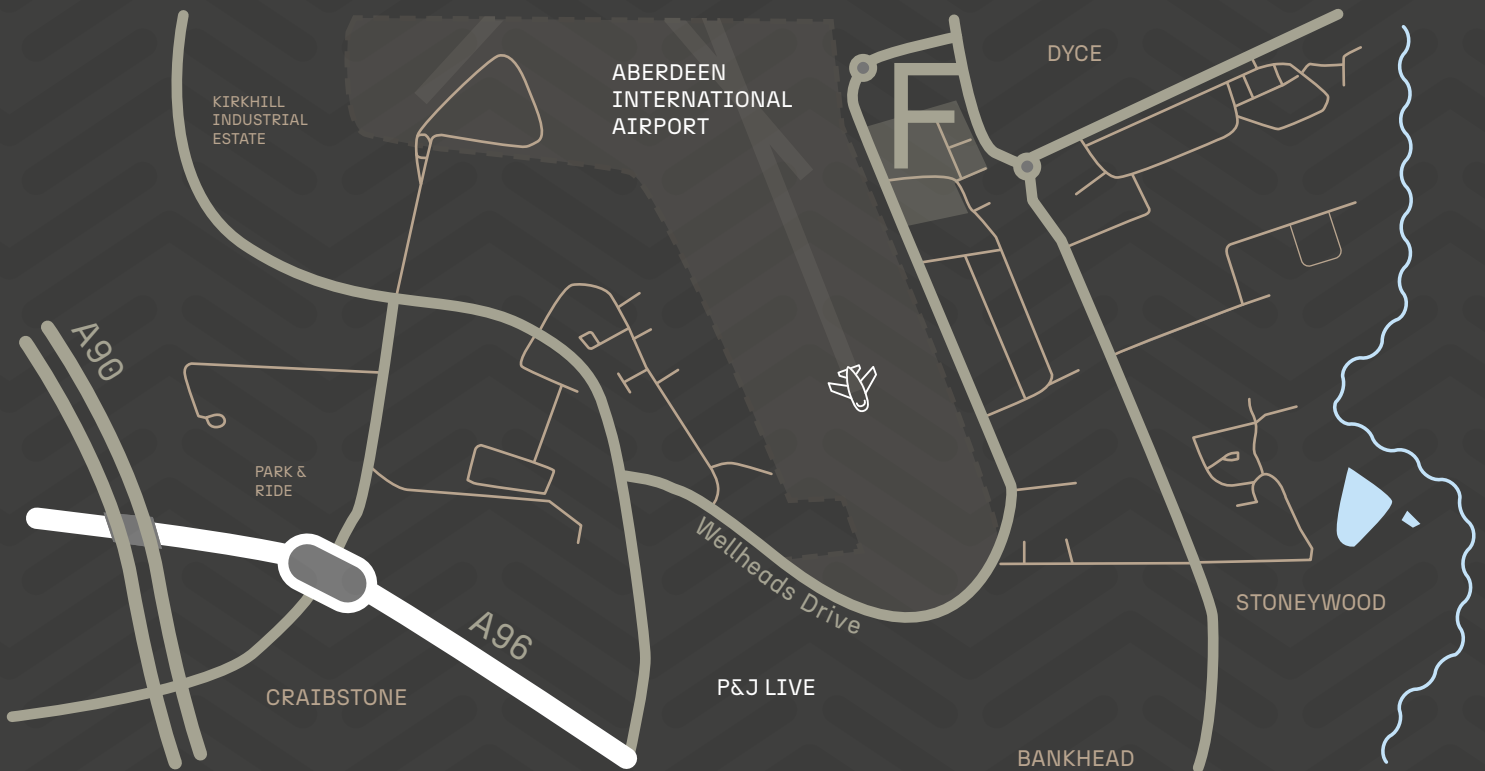 DYCE
ABERDEEN
INTERNATIONAL
AIRPORT
F
KIRKHILL
INDUSTRIAL
ESTATE
A90
PARK &
RIDE
Wellheads Drive
A96
STONEYWOOD
CRAIBSTONE
P&J LIVE
BANKHEAD